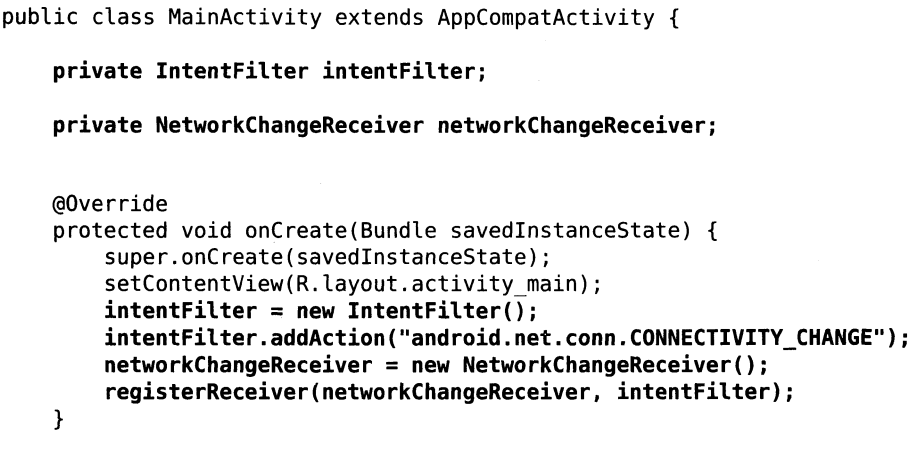 public class MainActivity extends AppCompatActivity {
    private IntentFilter intentFilter;
    private NetworkChangeReceiver networkChangeReceiver;
    @Override
    protected void onCreate(Bundle savedInstanceState) {
        super.onCreate(savedInstanceState);
        setContentView(R.layout.activity_main);
        intentFilter = new IntentFilter();
        intentFilter.addAction("android.net.conn.CONNECTIVITY_CHANGE");
        networkChangeReceiver = new NetworkChangeReceiver();
        registerReceiver(networkChangeReceiver, intentFilter);
    }